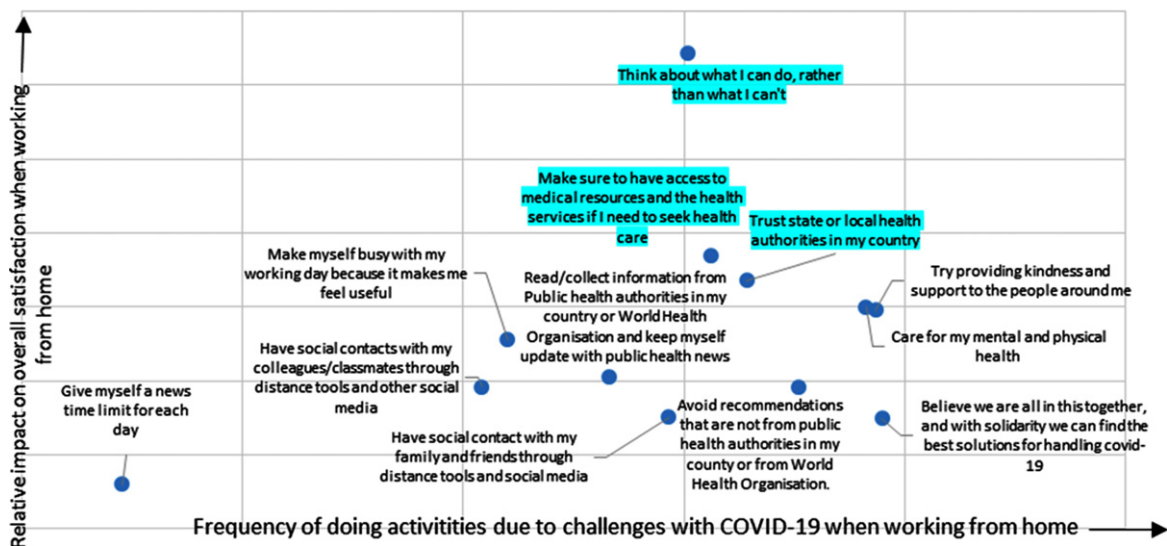 Relative impact on overall satisfaction when working
from home
Think about what I can do, rather
than what I can't
Make sure to have access to
medical resources and the health
services if I need to seek health
care
Trust state or local health
authorities in my country
Make myself busy with my
working day because it makes me
feel useful
Read/collect information from
Public health authorities in my
country or World Health
Organisation and keep myself
update with public health news
Try providing kindness and
support to the people around me
Care for my mental and physical
health
Have social contacts with my
colleagues/classmates through
distance tools and other social
media
Give myself a news
time limit for each
day
Have social contact with my
family and friends through
distance tools and social media
Avoid recommendations
that are not from public
health authorities in my
county or from World
Health Organisation.
Believe we are all in this together,
and with solidarity we can find the
best solutions for handling covid-
19
Frequency of doing activitities due to challenges with COVID-19 when working from home